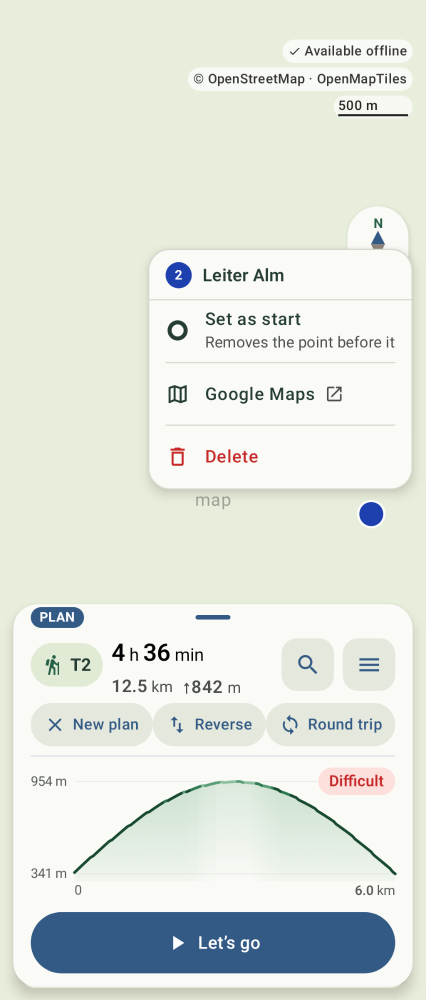 Available offline
© OpenStreetMap · OpenMapTiles
500 m
N
2 Leiter Alm
Set as start
Removes the point before it
Google Maps
Delete
map
PLAN
T2
4 h 36 min
12.5 km ↑842 m
New plan
Reverse
Round trip
954 m
Difficult
341 m
0
6.0 km
Let's go